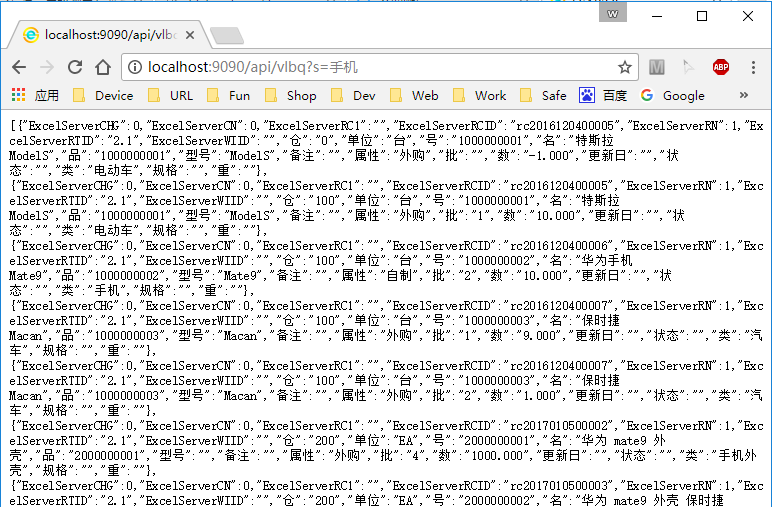 w
localhost:9090/api/vlbq
localhost:9090/api/vlbq?s=手机
M
ABP
应用 Device URL Fun Shop Dev Web Work Safe 百度 Google »
[{"ExcelServerCHG":0,"ExcelServerCN":0,"ExcelServerRC1":"","ExcelServerRCID":"rc2016120400005","ExcelServerRN":1,"Exc
elServerRTID":"2.1","ExcelServerWIID":"","仓":"0","单位":"台","号":"1000000001","名":"特斯拉
ModelS","品":"1000000001","型号":"ModelS","备注":"","属性":"外购","批":"","数":"-1.000","更新日":"","状
态":"","类":"电动车","规格":"","重":""},
{"ExcelServerCHG":0,"ExcelServerCN":0,"ExcelServerRC1":"","ExcelServerRCID":"rc2016120400005","ExcelServerRN":1,"Exce
lServerRTID":"2.1","ExcelServerWIID":"","仓":"100","单位":"台","号":"1000000001","名":"特斯拉
ModelS","品":"1000000001","型号":"ModelS","备注":"","属性":"外购","批":"1","数":"10.000","更新日":"","状
态":"","类":"电动车","规格":"","重":""},
{"ExcelServerCHG":0,"ExcelServerCN":0,"ExcelServerRC1":"","ExcelServerRCID":"rc2016120400006","ExcelServerRN":1,"Exce
lServerRTID":"2.1","ExcelServerWIID":"","仓":"100","单位":"台","号":"1000000002","名":"华为手机
Mate9","品":"1000000002","型号":"Mate9","备注":"","属性":"自制","批":"2","数":"10.000","更新日":"","状
态":"","类":"手机","规格":"","重":""},
{"ExcelServerCHG":0,"ExcelServerCN":0,"ExcelServerRC1":"","ExcelServerRCID":"rc2016120400007","ExcelServerRN":1,"Exce
lServerRTID":"2.1","ExcelServerWIID":"","仓":"100","单位":"台","号":"1000000003","名":"保时捷
Macan","品":"1000000003","型号":"Macan","备注":"","属性":"外购","批":"1","数":"9.000","更新日":"","状态":"","类":"汽
车","规格":"","重":""},
{"ExcelServerCHG":0,"ExcelServerCN":0,"ExcelServerRC1":"","ExcelServerRCID":"rc2016120400007","ExcelServerRN":1,"Exce
lServerRTID":"2.1","ExcelServerWIID":"","仓":"100","单位":"台","号":"1000000003","名":"保时捷
Macan","品":"1000000003","型号":"Macan","备注":"","属性":"外购","批":"2","数":"1.000","更新日":"","状态":"","类":"汽
车","规格":"","重":""},
{"ExcelServerCHG":0,"ExcelServerCN":0,"ExcelServerRC1":"","ExcelServerRCID":"rc2017010500002","ExcelServerRN":1,"Exce
lServerRTID":"2.1","ExcelServerWIID":"","仓":"200","单位":"EA","号":"2000000001","名":"华为 mate9 外
壳","品":"2000000001","型号":"","备注":"","属性":"外购","批":"4","数":"1000.000","更新日":"","状态":"","类":"手机外
壳","规格":"","重":""},
{"ExcelServerCHG":0,"ExcelServerCN":0,"ExcelServerRC1":"","ExcelServerRCID":"rc2017010500003","ExcelServerRN":1,"Exce
lServerRTID":"2.1","ExcelServerWIID":"","仓":"200","单位":"EA","号":"2000000002","名":"华为 mate9 外壳 保时捷